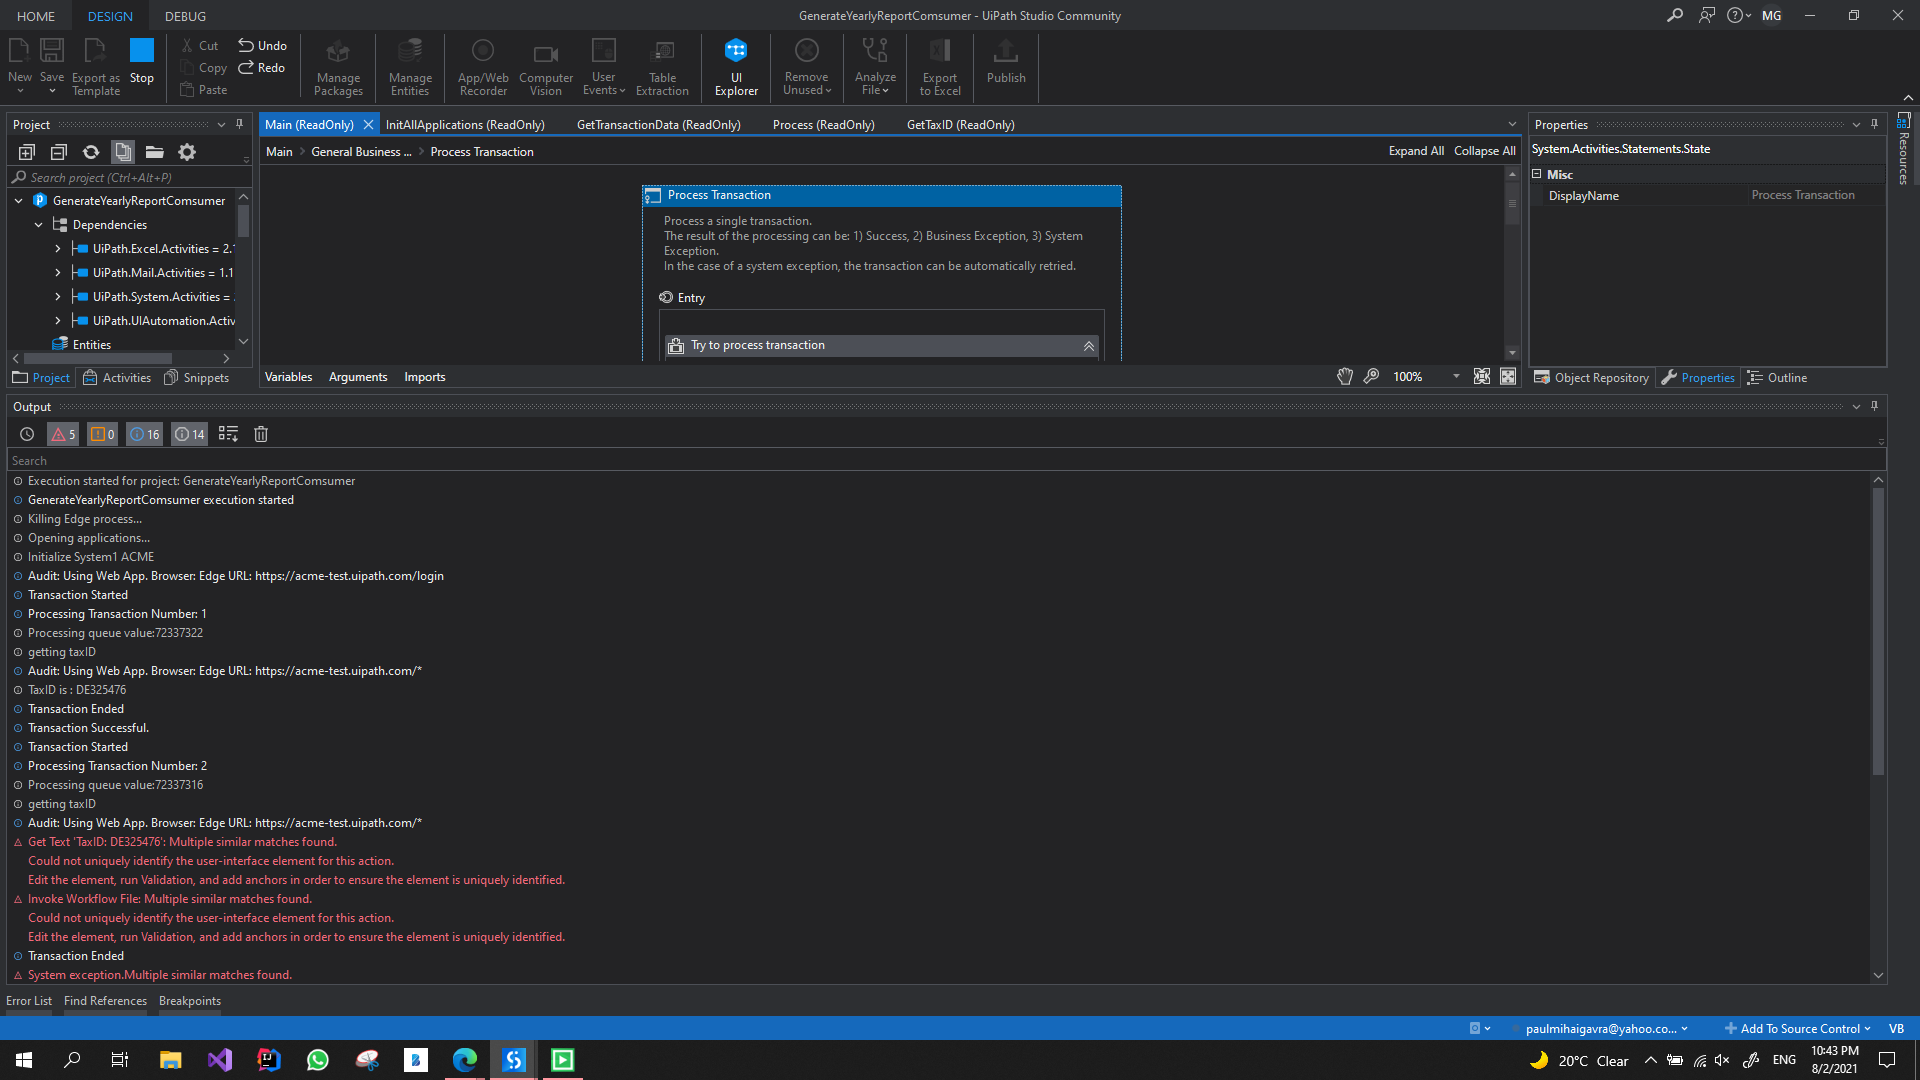 HOME DESIGN DEBUG
GenerateYearlyReportComsumer - UiPath Studio Community
MG
New
Save
Export as Template
Stop
Cut
Copy
Paste
Undo
Redo
Manage Packages
Manage Entities
App/Web Recorder
Computer Vision
User Events
Table Extraction
UI Explorer
Remove Unused
Analyze File
Export to Excel
Publish
Project
Search project (Ctrl+Alt+P)
GenerateYearlyReportComsumer
Dependencies
UiPath.Excel.Activities = 2.
UiPath.Mail.Activities = 1.1
UiPath.System.Activities =
UiPath.UIAutomation.Activ
Entities
Project Activities Snippets
Main (ReadOnly) InitAllApplications (ReadOnly) GetTransactionData (ReadOnly) Process (ReadOnly) GetTaxID (ReadOnly)
Main General Business ... Process Transaction
Expand All Collapse All
Process Transaction
Process a single transaction.
The result of the processing can be: 1) Success, 2) Business Exception, 3) System
Exception.
In the case of a system exception, the transaction can be automatically retried.
Entry
Try to process transaction
Variables Arguments Imports
100%
Properties
System.Activities.Statements.State
Misc
DisplayName Process Transaction
Object Repository Properties Outline
Resources
Output
5 0 16 14
Search
Execution started for project: GenerateYearlyReportComsumer
GenerateYearlyReportComsumer execution started
Killing Edge process...
Opening applications...
Initialize System1 ACME
Audit: Using Web App. Browser: Edge URL: https://acme-test.uipath.com/login
Transaction Started
Processing Transaction Number: 1
Processing queue value:72337322
getting taxID
Audit: Using Web App. Browser: Edge URL: https://acme-test.uipath.com/*
TaxID is : DE325476
Transaction Ended
Transaction Successful.
Transaction Started
Processing Transaction Number: 2
Processing queue value:72337316
getting taxID
Audit: Using Web App. Browser: Edge URL: https://acme-test.uipath.com/*
Get Text 'TaxID: DE325476': Multiple similar matches found.
Could not uniquely identify the user-interface element for this action.
Edit the element, run Validation, and add anchors in order to ensure the element is uniquely identified.
Invoke Workflow File: Multiple similar matches found.
Could not uniquely identify the user-interface element for this action.
Edit the element, run Validation, and add anchors in order to ensure the element is uniquely identified.
Transaction Ended
System exception.Multiple similar matches found.
Error List Find References Breakpoints
paulmihaigavra@yahoo.co... Add To Source Control VB
20°C Clear
ENG
10:43 PM
8/2/2021